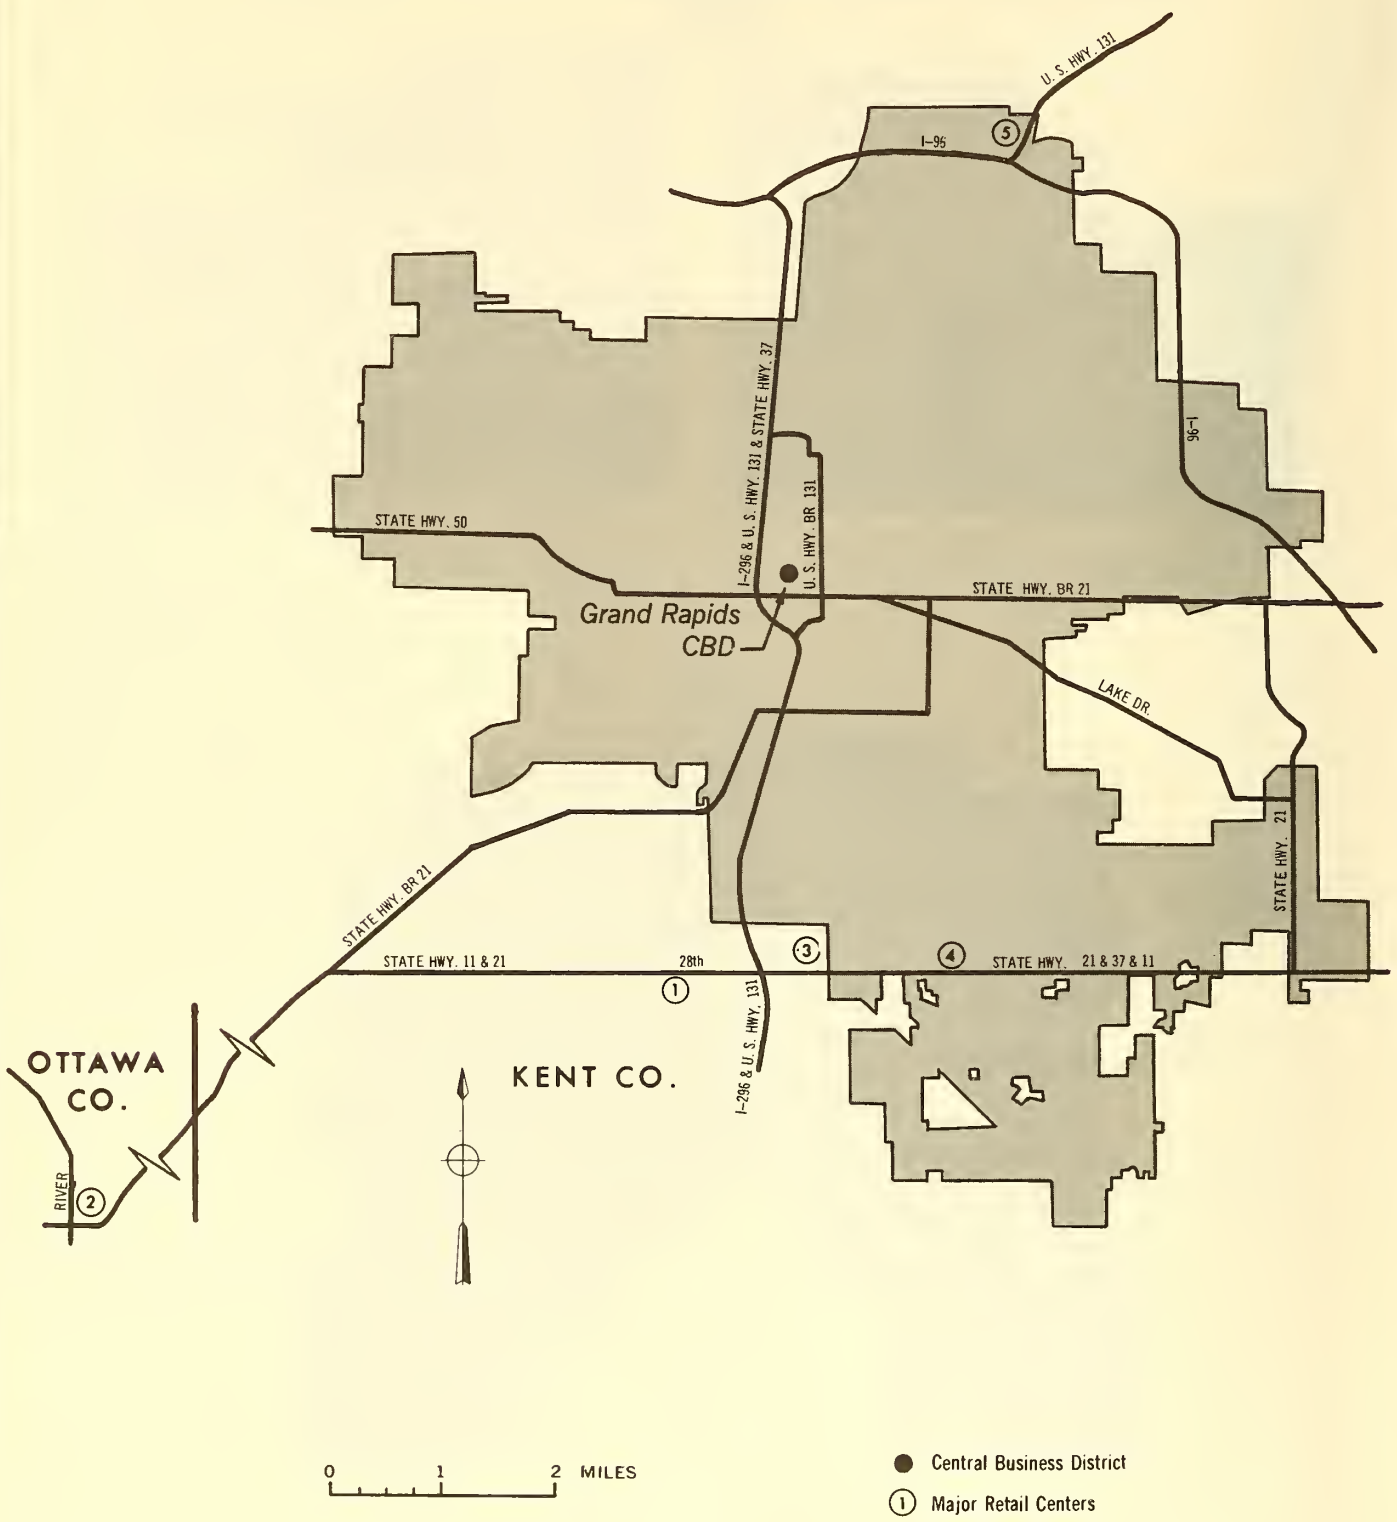 U. S. HWY. 131
5
I-96
I-296 & U. S. HWY. 131 & STATE HWY. 37
I-96
U. S. HWY. BR 131
STATE HWY. 50
STATE HWY. BR 21
Grand Rapids
CBD
LAKE DR.
STATE HWY. 21
STATE HWY. BR 21
STATE HWY. 11 & 21
28th
3
4
STATE HWY. 21 & 37 & 11
1
I-296 & U. S. HWY. 131
OTTAWA
CO.
KENT CO.
RIVER
2
0 1 2 MILES
Central Business District
1 Major Retail Centers